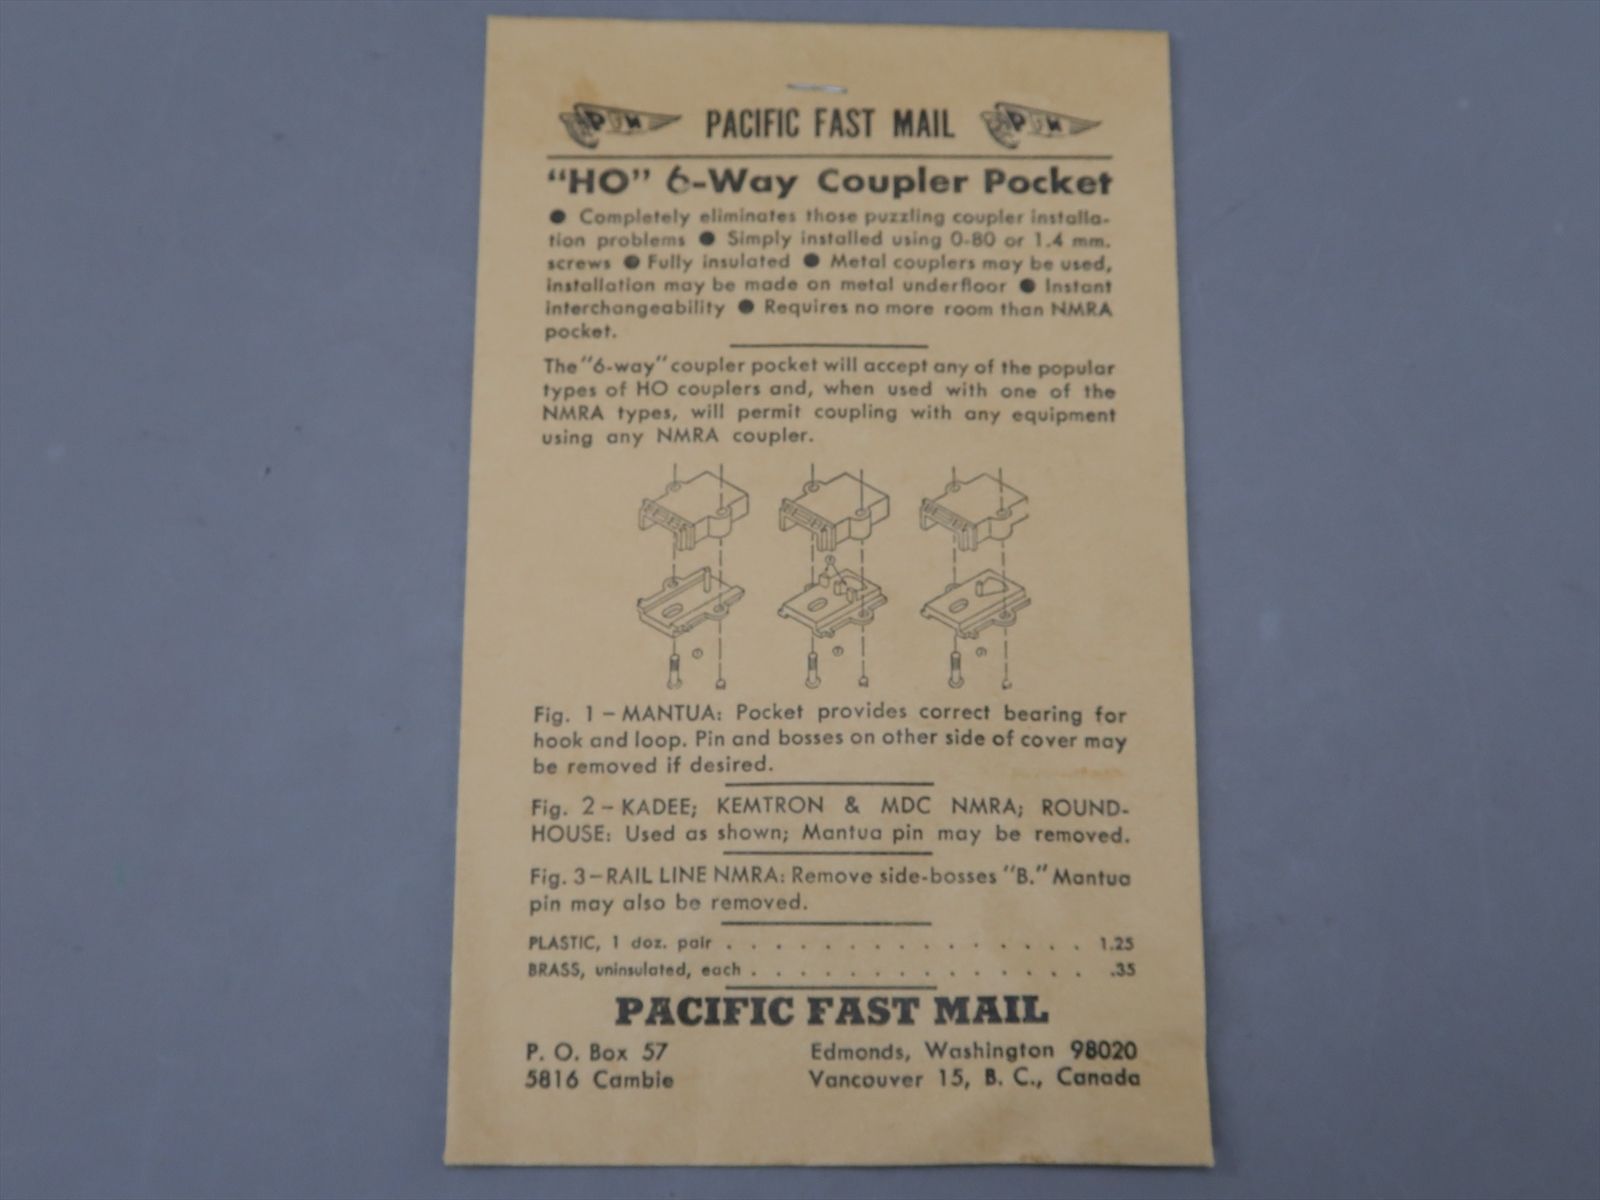 PFM PACIFIC FAST MAIL PFM
"HO" 6-Way Coupler Pocket
● Completely eliminates those puzzling coupler installa-
tion problems ● Simply installed using 0-80 or 1.4 mm.
screws ● Fully insulated ● Metal couplers may be used,
installation may be made on metal underfloor ● Instant
interchangeability ● Requires no more room than NMRA
pocket.
The "6-way" coupler pocket will accept any of the popular
types of HO couplers and, when used with one of the
NMRA types, will permit coupling with any equipment
using any NMRA coupler.
Fig. 1 – MANTUA: Pocket provides correct bearing for
hook and loop. Pin and bosses on other side of cover may
be removed if desired.
Fig. 2 – KADEE; KEMTRON & MDC NMRA; ROUND-
HOUSE: Used as shown; Mantua pin may be removed.
Fig. 3 – RAIL LINE NMRA: Remove side-bosses "B." Mantua
pin may also be removed.
PLASTIC, 1 doz. pair . . . . . . . . . . . . . . . 1.25
BRASS, uninsulated, each . . . . . . . . . . . . . . .35
PACIFIC FAST MAIL
P. O. Box 57 Edmonds, Washington 98020
5816 Cambie Vancouver 15, B. C., Canada